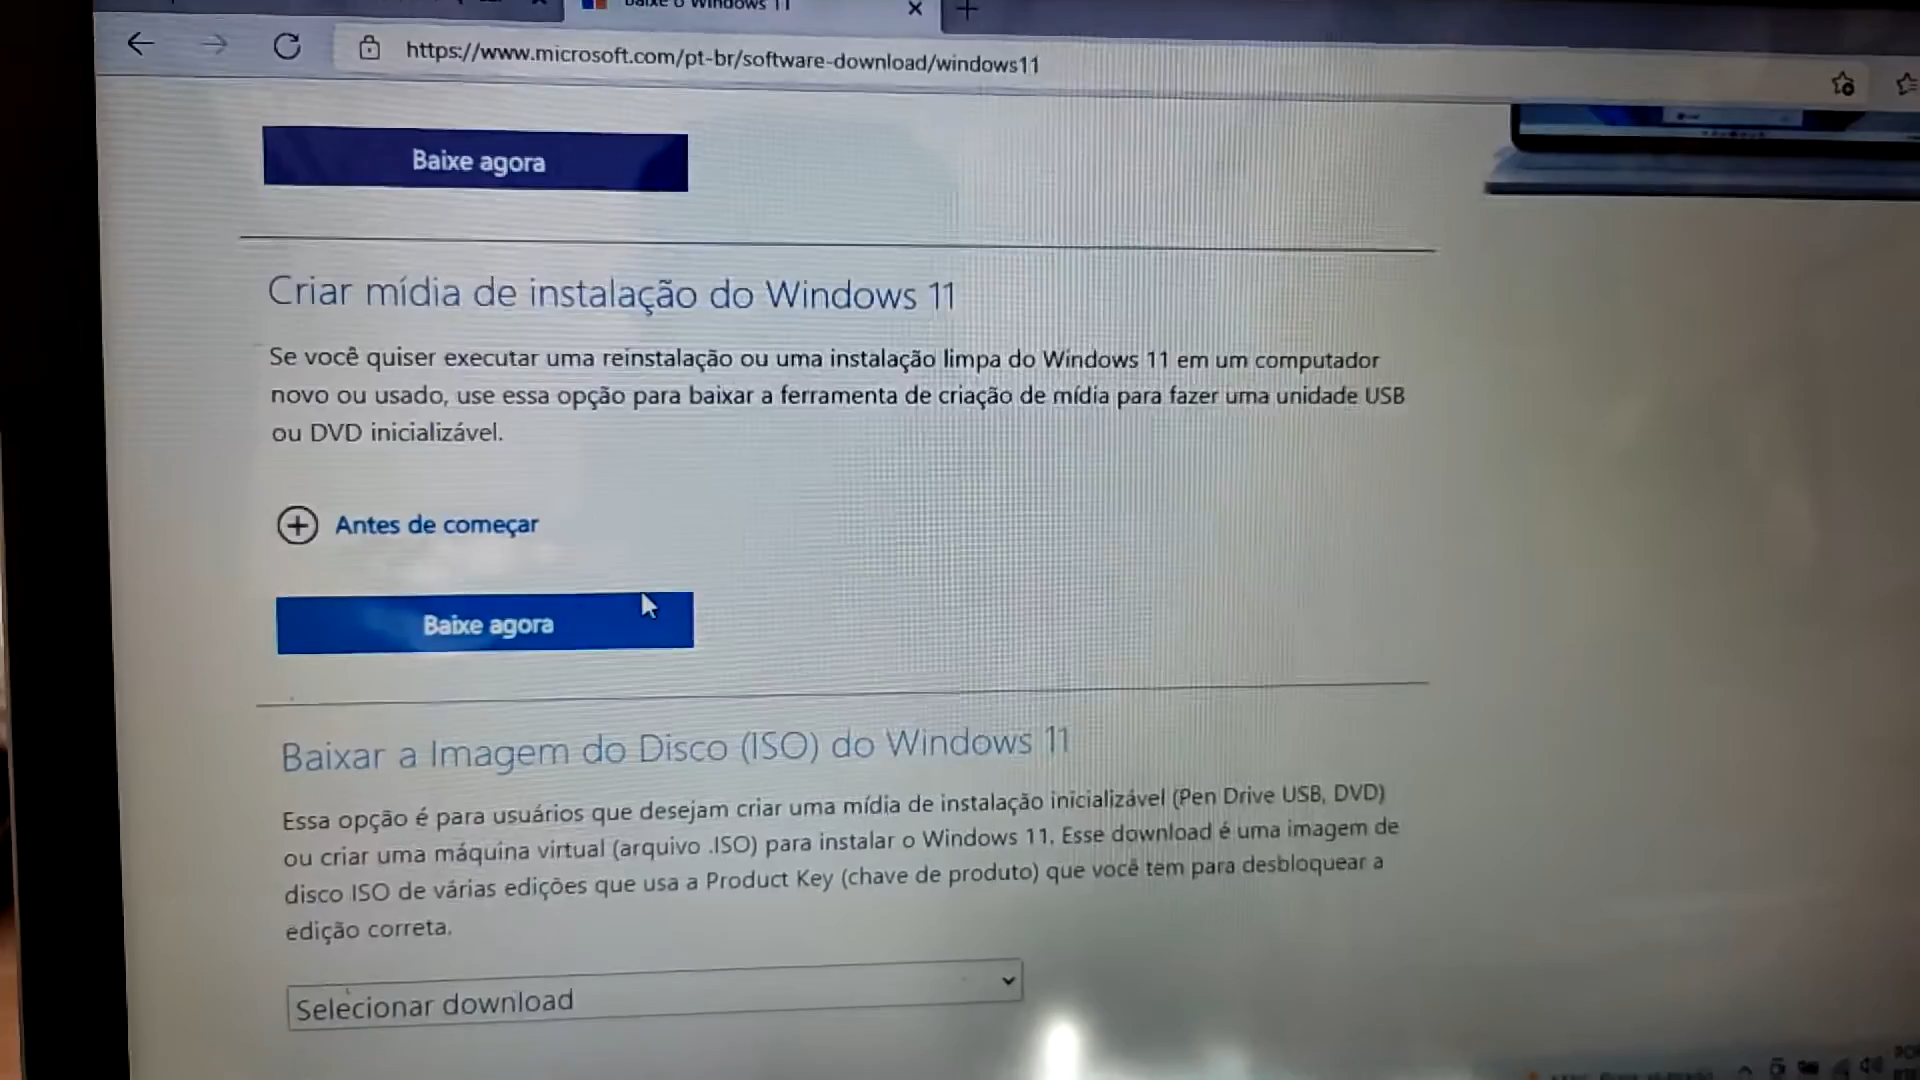 Baixe o Windows 11
https://www.microsoft.com/pt-br/software-download/windows11
Baixe agora
Criar mídia de instalação do Windows 11
Se você quiser executar uma reinstalação ou uma instalação limpa do Windows 11 em um computador
novo ou usado, use essa opção para baixar a ferramenta de criação de mídia para fazer uma unidade USB
ou DVD inicializável.
Antes de começar
Baixe agora
Baixar a Imagem do Disco (ISO) do Windows 11
Essa opção é para usuários que desejam criar uma mídia de instalação inicializável (Pen Drive USB, DVD)
ou criar uma máquina virtual (arquivo .ISO) para instalar o Windows 11. Esse download é uma imagem de
disco ISO de várias edições que usa a Product Key (chave de produto) que você tem para desbloquear a
edição correta.
Selecionar download